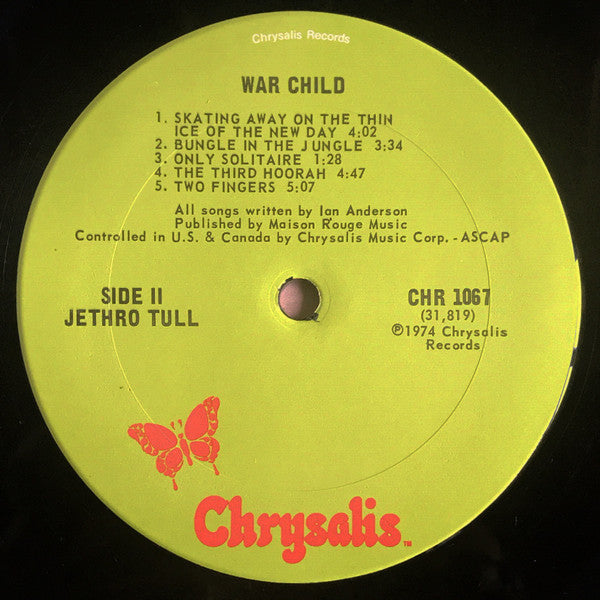 Chrysalis Records
WAR CHILD
1. SKATING AWAY ON THE THIN
ICE OF THE NEW DAY 4:02
2. BUNGLE IN THE JUNGLE 3:34
3. ONLY SOLITAIRE 1:28
4. THE THIRD HOORAH 4:47
5. TWO FINGERS 5:07
All songs written by Ian Anderson
Published by Maison Rouge Music
Controlled in U.S. & Canada by Chrysalis Music Corp. - ASCAP
SIDE II
JETHRO TULL
CHR 1067
(31,819)
℗1974 Chrysalis
Records
Chrysalis™